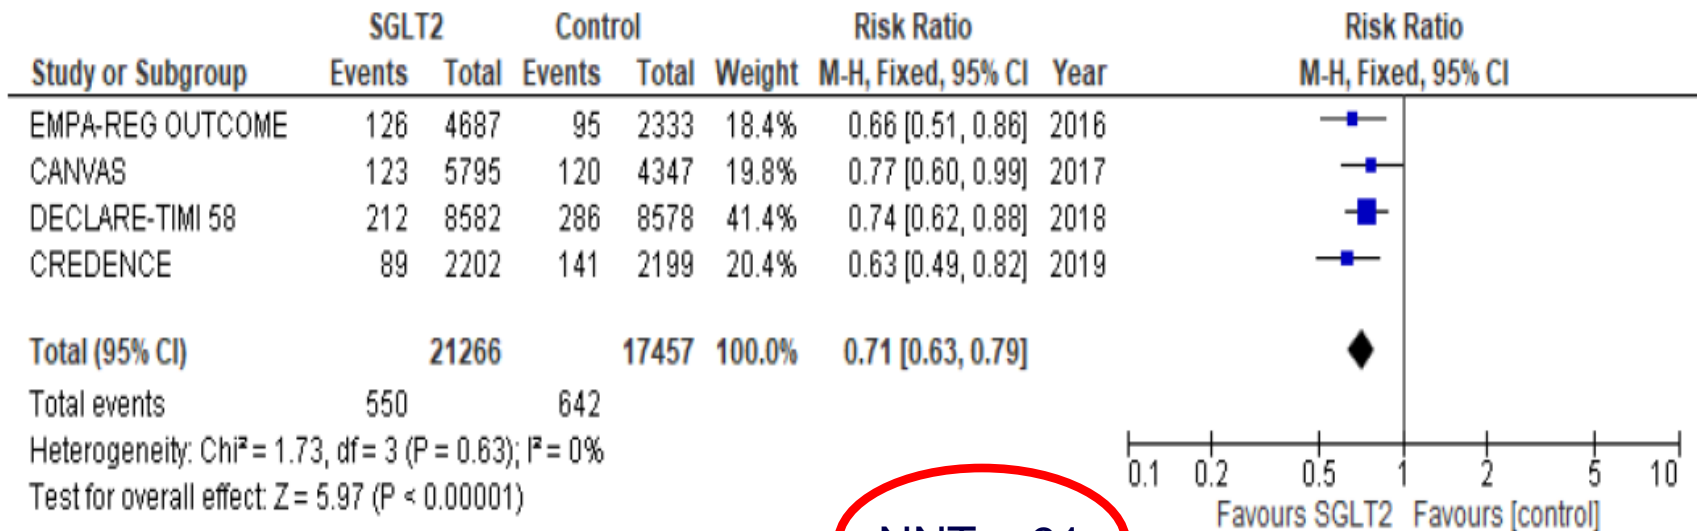 SGLT2 Control Risk Ratio Risk Ratio
Study or Subgroup Events Total Events Total Weight M-H, Fixed, 95% CI Year M-H, Fixed, 95% CI
EMPA-REG OUTCOME 126 4687 95 2333 18.4% 0.66 [0.51, 0.86] 2016
CANVAS 123 5795 120 4347 19.8% 0.77 [0.60, 0.99] 2017
DECLARE-TIMI 58 212 8582 286 8578 41.4% 0.74 [0.62, 0.88] 2018
CREDENCE 89 2202 141 2199 20.4% 0.63 [0.49, 0.82] 2019
Total (95% CI) 21266 17457 100.0% 0.71 [0.63, 0.79]
Total events 550 642
Heterogeneity: Chi² = 1.73, df = 3 (P = 0.63); I² = 0%
Test for overall effect: Z = 5.97 (P < 0.00001)
0.1 0.2 0.5 1 2 5 10
Favours SGLT2 Favours [control]
NNT